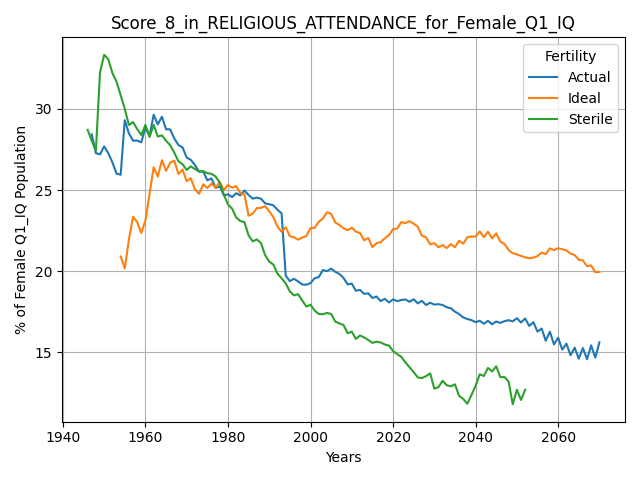 Score_8_in_RELIGIOUS_ATTENDANCE_for_Female_Q1_IQ
Fertility
Actual
Ideal
Sterile
% of Female Q1_IQ Population
30
25
20
15
1940 1960 1980 2000 2020 2040 2060
Years